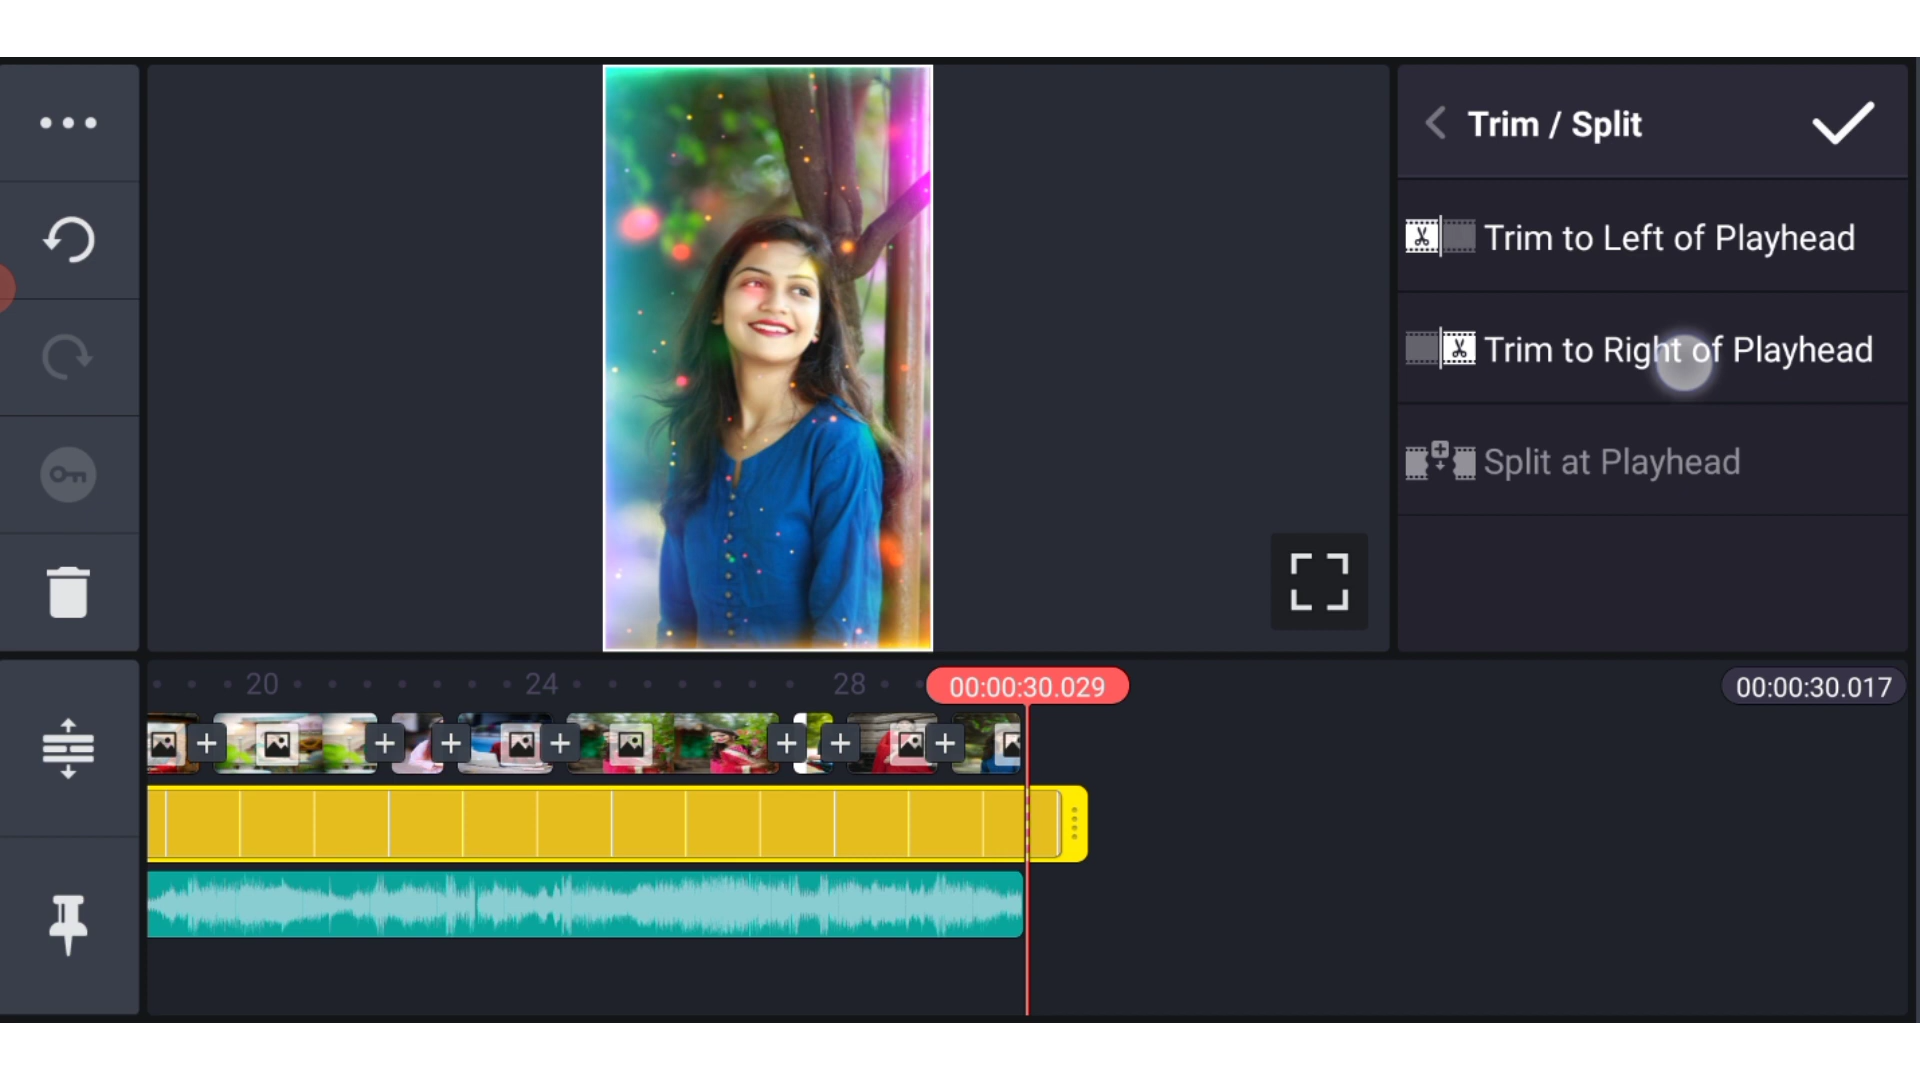 Trim / Split
Trim to Left of Playhead
Trim to Right of Playhead
Split at Playhead
20
24
28
00:00:30.029
00:00:30.017